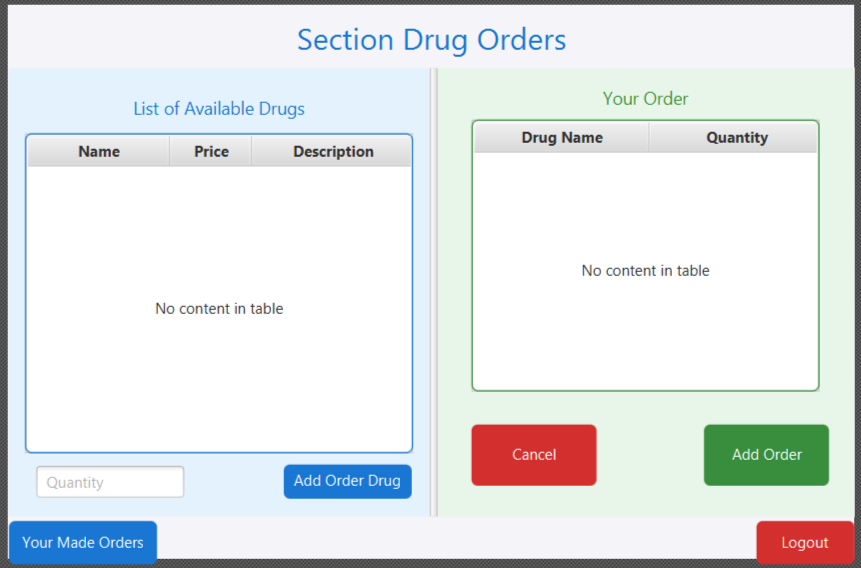 Section Drug Orders
List of Available Drugs
Name Price Description
No content in table
Quantity
Add Order Drug
Your Order
Drug Name Quantity
No content in table
Cancel
Add Order
Your Made Orders
Logout